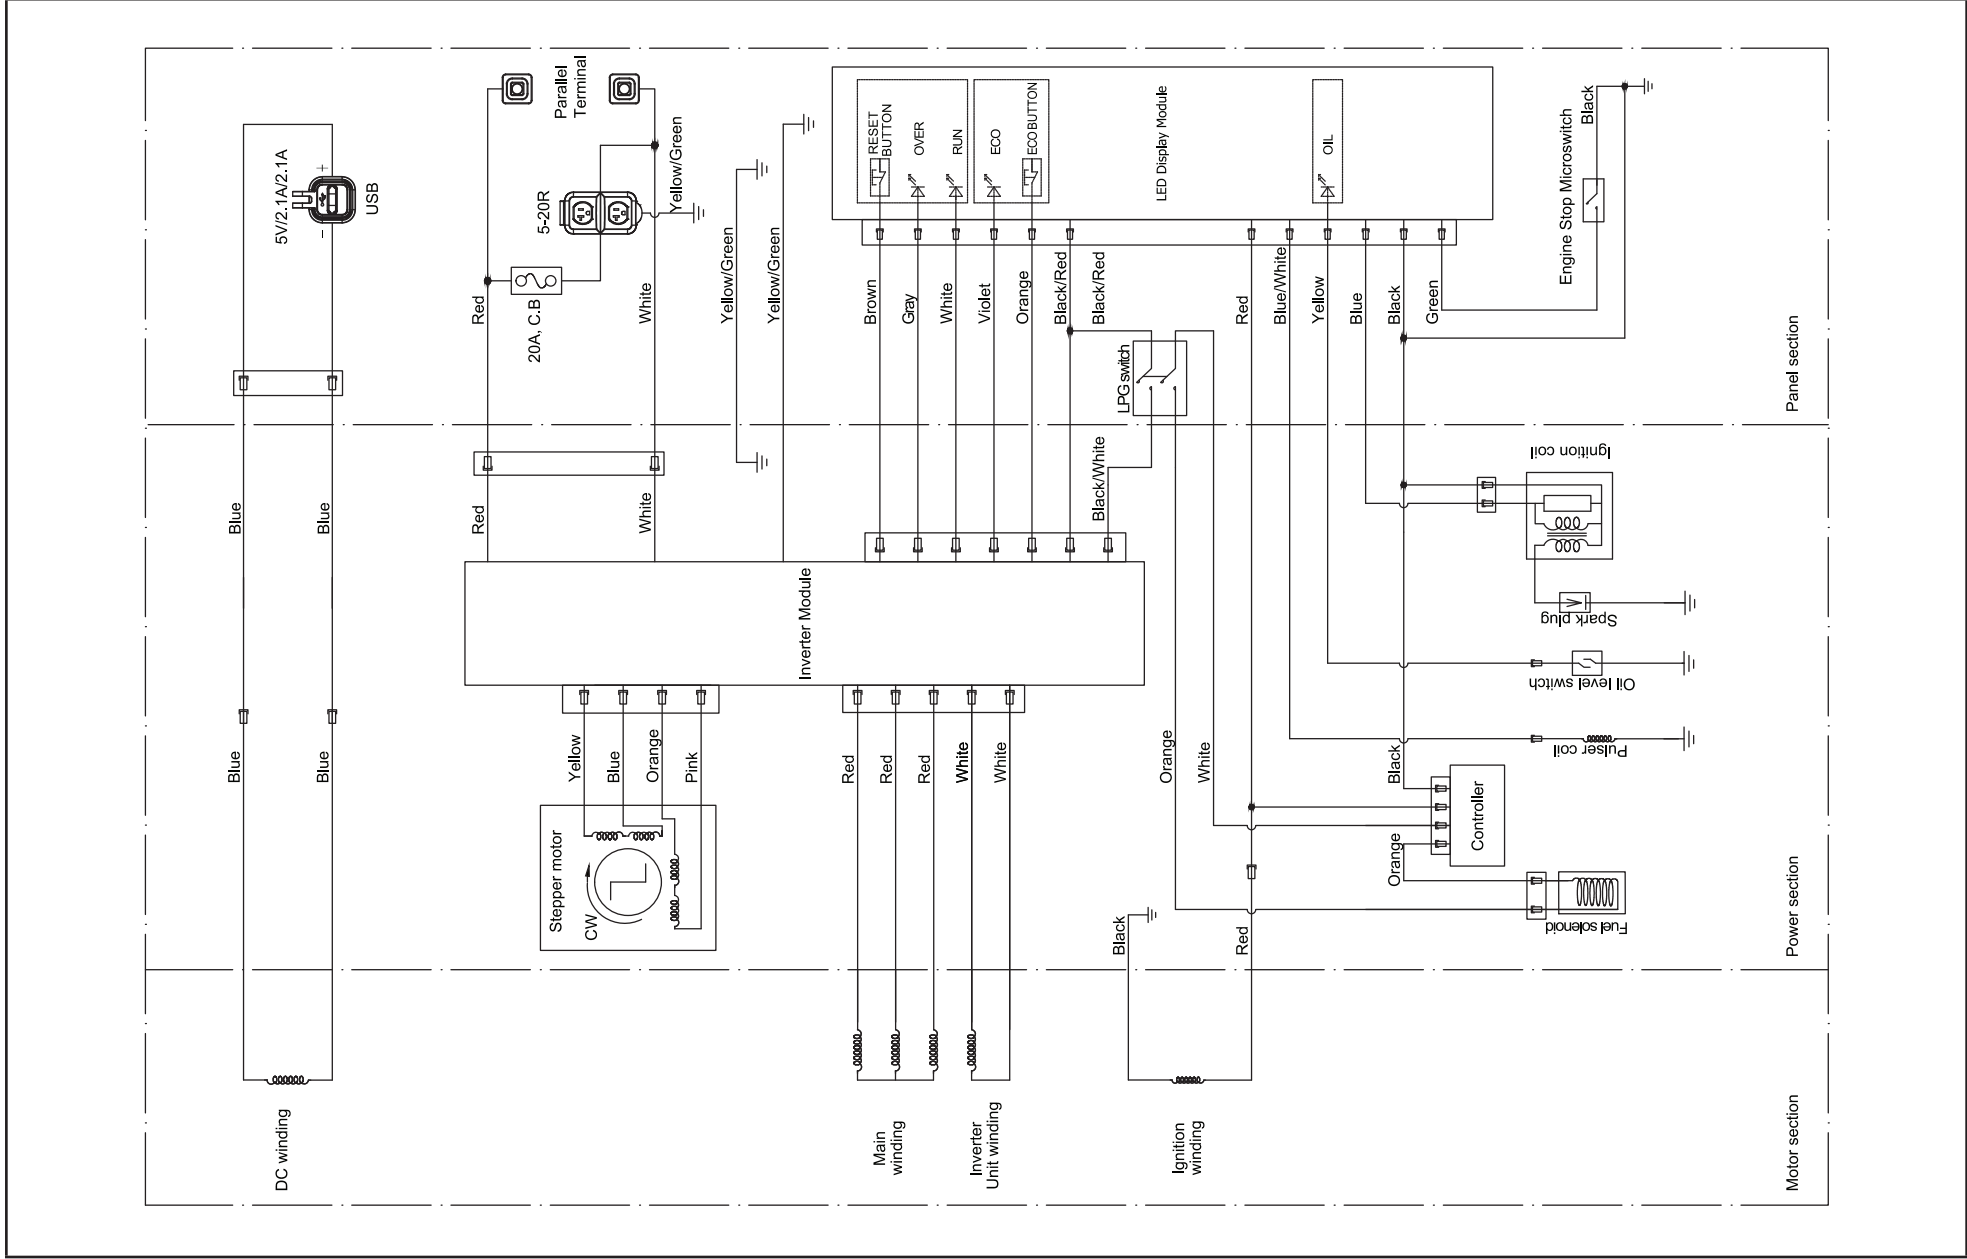 Parallel
Terminal
5V/2.1A/2.1A
+
-
USB
5-20R
Yellow/Green
20A, C.B
Red
White
Yellow/Green
Yellow/Green
RESET
BUTTON
OVER
RUN
ECO
ECO BUTTON
OIL
LED Display Module
Engine Stop Microswitch
Black
Brown
Gray
White
Violet
Orange
Black/Red
Black/Red
Red
Blue/White
Yellow
Blue
Black
Green
LPG switch
Panel section
Blue
Blue
Red
White
Black/White
Ignition coil
Inverter Module
Spark plug
Oil level switch
Pulser coil
Blue
Blue
Yellow
Blue
Orange
Pink
Red
Red
Red
White
White
Orange
White
Black
Stepper motor
CW
Controller
Orange
Fuel solenoid
Black
Red
Power section
DC winding
Main
winding
Inverter
Unit winding
Ignition
winding
Motor section